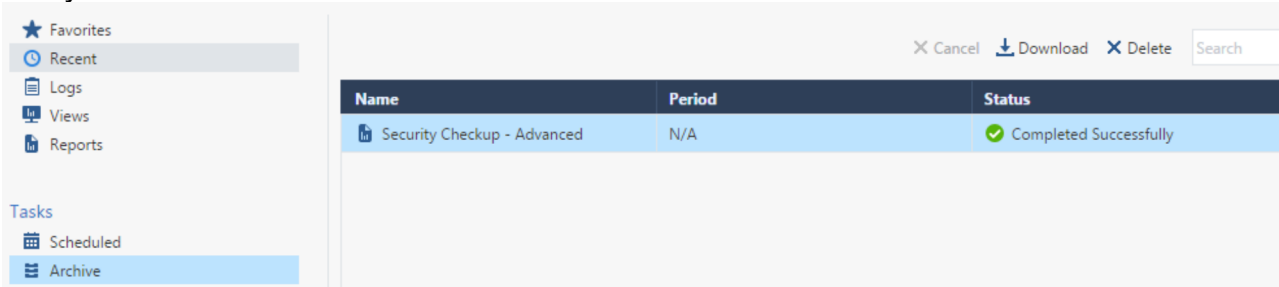 Favorites
Recent
Logs
Views
Reports
Tasks
Scheduled
Archive
Cancel Download Delete Search
Name Period Status
Security Checkup - Advanced N/A Completed Successfully